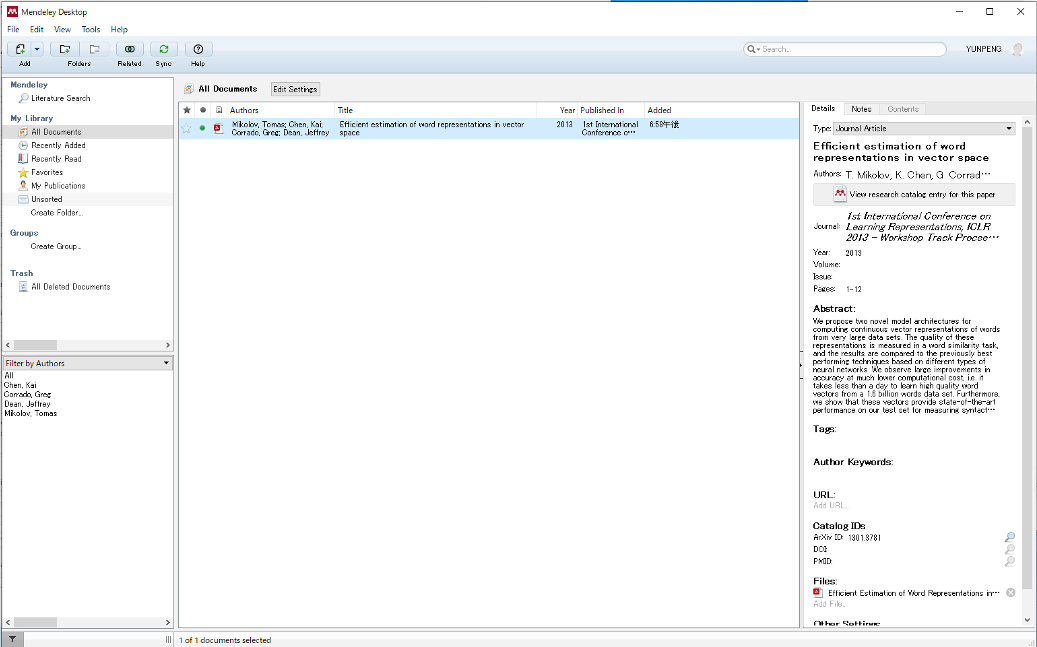 Mendeley Desktop
File Edit View Tools Help
Search...
YUNPENG
Add Folders Related Sync Help
Mendeley
Literature Search
My Library
All Documents
Recently Added
Recently Read
Favorites
My Publications
Unsorted
Create Folder...
Groups
Create Group...
Trash
All Deleted Documents
Filter by Authors
All
Chen, Kai
Corrado, Greg
Dean, Jeffrey
Mikolov, Tomas
All Documents Edit Settings
Authors Title Year Published In Added
Mikolov, Tomas; Chen, Kai; Efficient estimation of word representations in vector 2013 1st International 6:59午後
Corrado, Greg; Dean, Jeffrey space Conference o···
1 of 1 documents selected
Details Notes Contents
Type: Journal Article
Efficient estimation of word
representations in vector space
Authors: T. Mikolov, K. Chen, G. Corrad···
View research catalog entry for this paper
1st International Conference on
Journal: Learning Representations, ICLR
2013 - Workshop Track Procee···
Year: 2013
Volume:
Issue:
Pages: 1-12
Abstract:
We propose two novel model architectures for
computing continuous vector representations of words
from very large data sets. The quality of these
representations is measured in a word similarity task,
and the results are compared to the previously best
performing techniques based on different types of
neural networks. We observe large improvements in
accuracy at much lower computational cost, i.e. it
takes less than a day to learn high quality word
vectors from a 1.6 billion words data set. Furthermore,
we show that these vectors provide state-of-the-art
performance on our test set for measuring syntact···
Tags:
Author Keywords:
URL:
Add URL...
Catalog IDs
ArXiv ID: 1301.3781
DOI:
PMID:
Files:
Efficient Estimation of Word Representations in···
Add File...
Other Settings